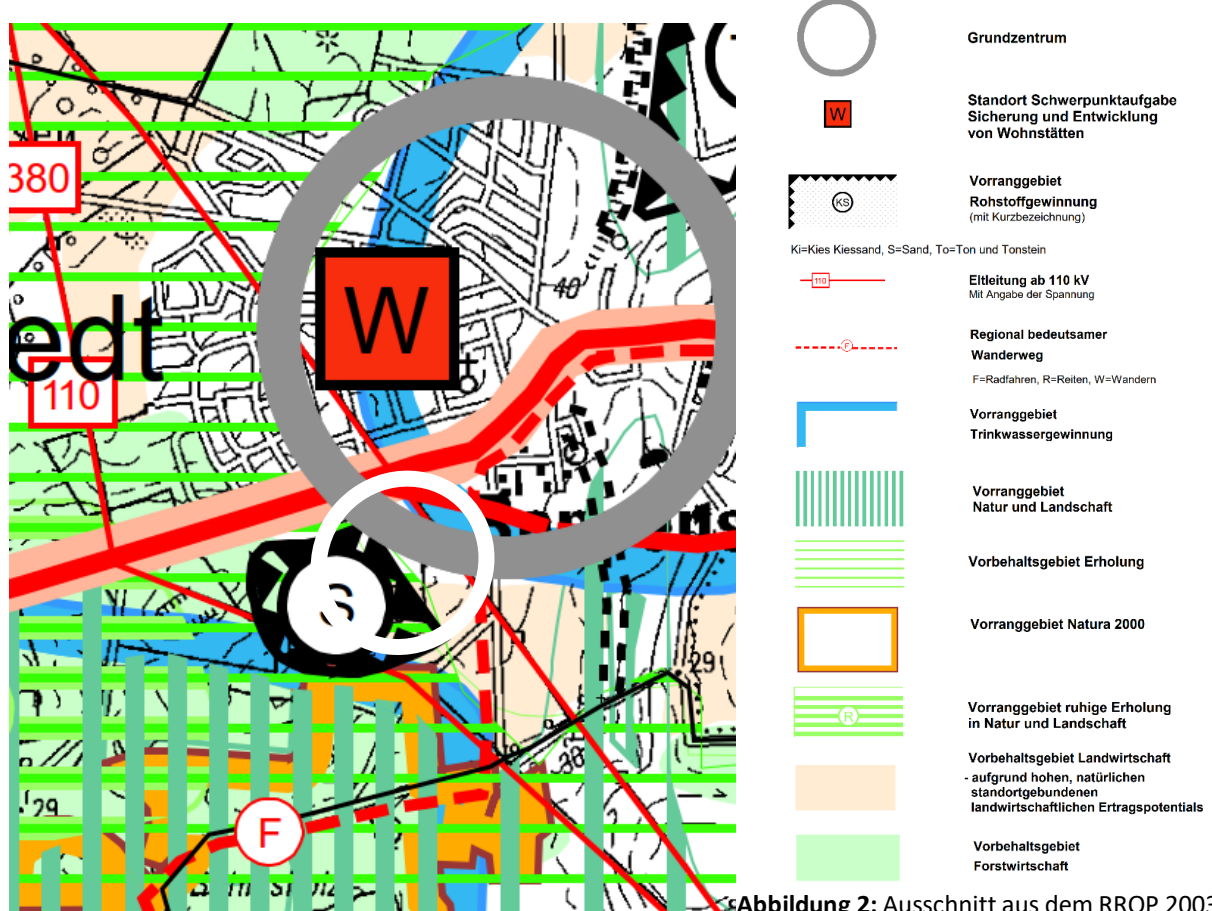 380
edt
110
W
40
S
29
30
29
F
Grundzentrum
W
Standort Schwerpunktaufgabe
Sicherung und Entwicklung
von Wohnstätten
KS
Vorranggebiet
Rohstoffgewinnung
(mit Kurzbezeichnung)
Ki=Kies Kiessand, S=Sand, To=Ton und Tonstein
110
Eltleitung ab 110 kV
Mit Angabe der Spannung
F
Regional bedeutsamer
Wanderweg
F=Radfahren, R=Reiten, W=Wandern
Vorranggebiet
Trinkwassergewinnung
Vorranggebiet
Natur und Landschaft
Vorbehaltsgebiet Erholung
Vorranggebiet Natura 2000
R
Vorranggebiet ruhige Erholung
in Natur und Landschaft
Vorbehaltsgebiet Landwirtschaft
- aufgrund hohen, natürlichen
standortgebundenen
landwirtschaftlichen Ertragspotentials
Vorbehaltsgebiet
Forstwirtschaft
Abbildung 2: Ausschnitt aus dem RROP 2003